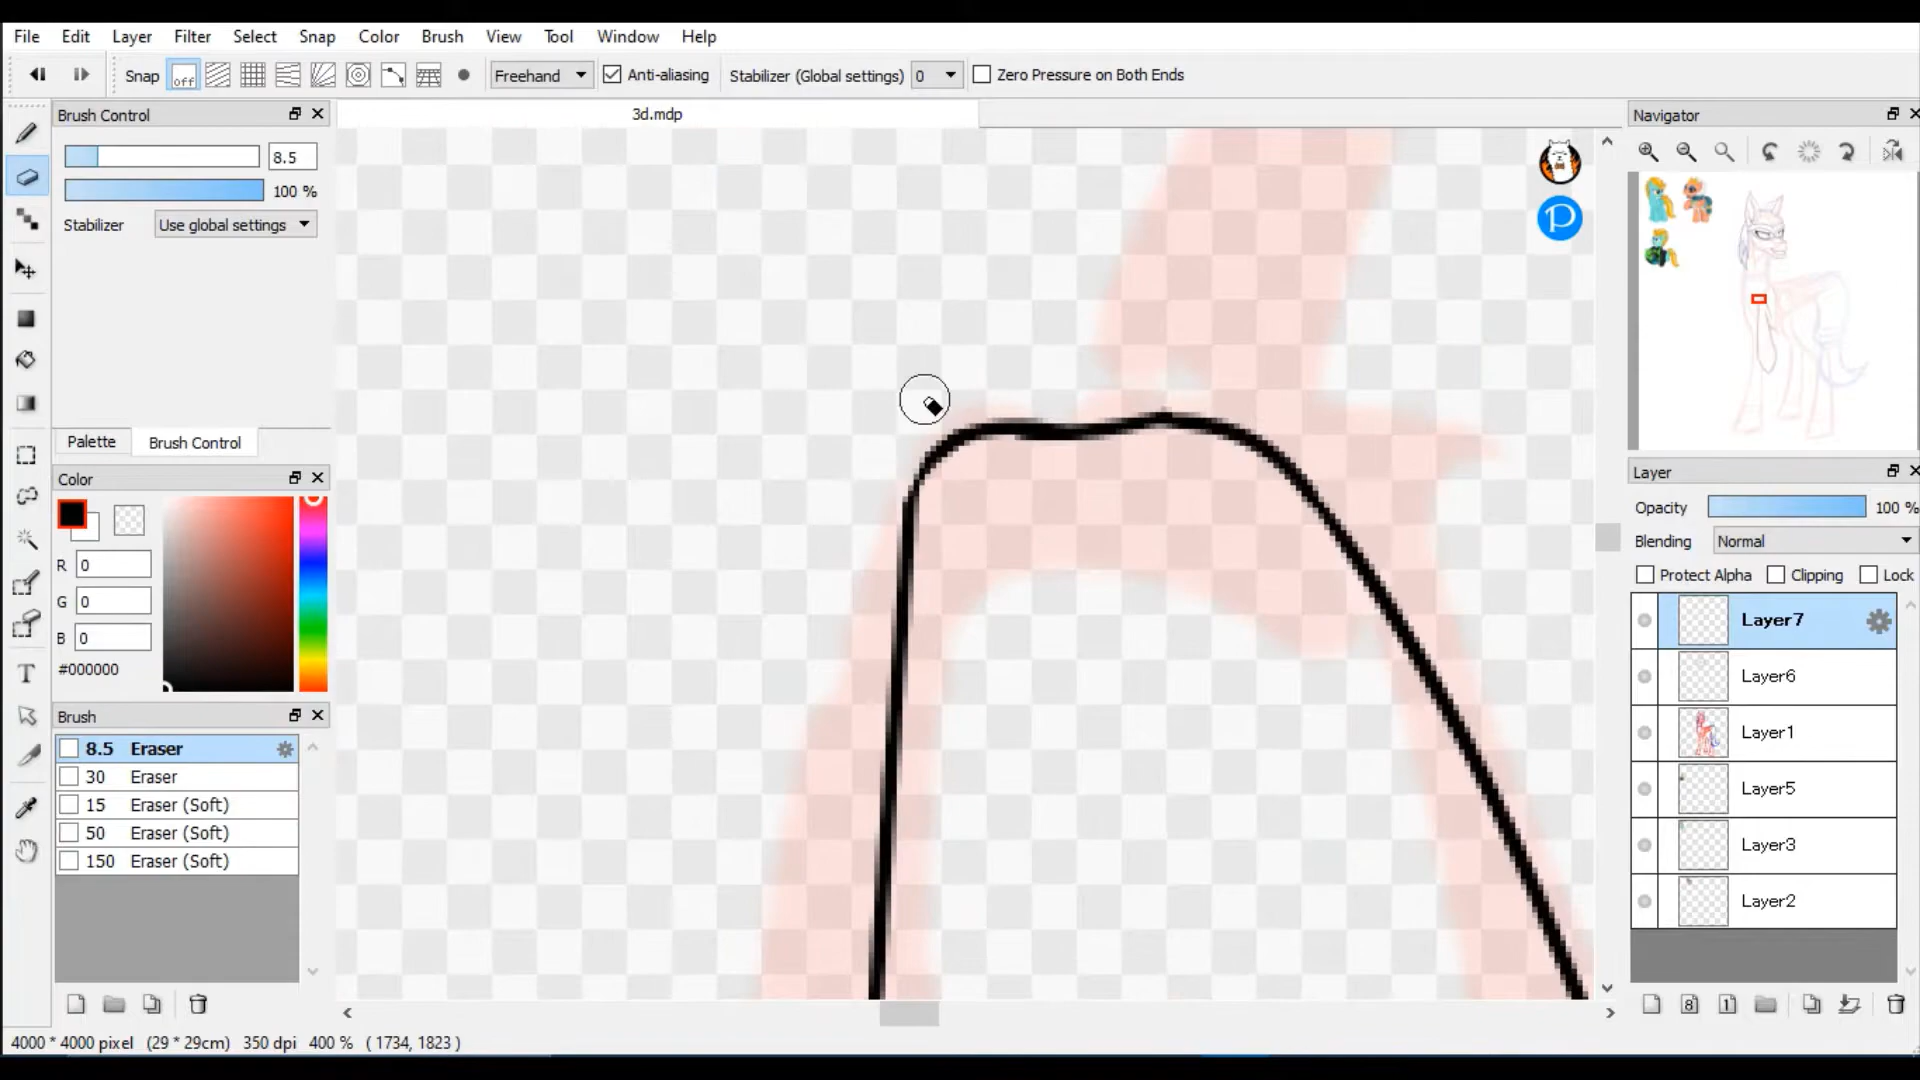 File Edit Layer Filter Select Snap Color Brush View Tool Window Help
Snap off Freehand Anti-aliasing Stabilizer (Global settings) 0 Zero Pressure on Both Ends
Brush Control
8.5
100 %
Stabilizer Use global settings
Palette Brush Control
Color
R 0
G 0
B 0
#000000
Brush
8.5 Eraser
30 Eraser
15 Eraser (Soft)
50 Eraser (Soft)
150 Eraser (Soft)
3d.mdp
P
Navigator
Layer
Opacity 100 %
Blending Normal
Protect Alpha Clipping Lock
Layer7
Layer6
Layer1
Layer5
Layer3
Layer2
8 1
4000 * 4000 pixel (29 * 29cm) 350 dpi 400 % ( 1734, 1823 )